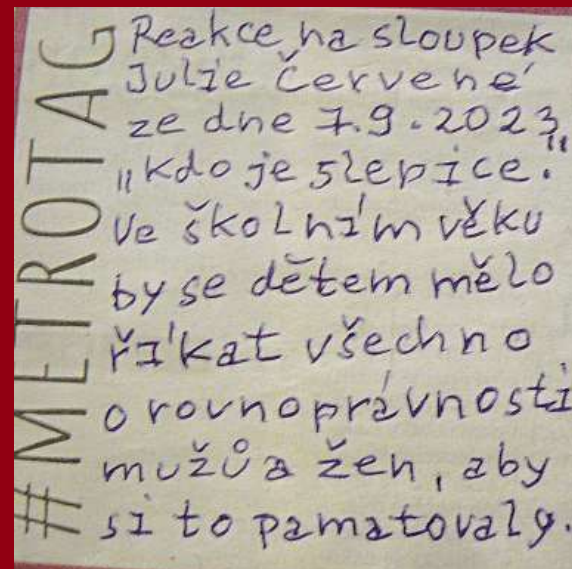 #METROTAG
Reakce na sloupek
Julie Červené
ze dne 7.9.2023
„kdo je slepice.“
Ve školním věku
by se dětem mělo
říkat všechno
o rovnoprávnosti
mužů a žen, aby
si to pamatovaly.